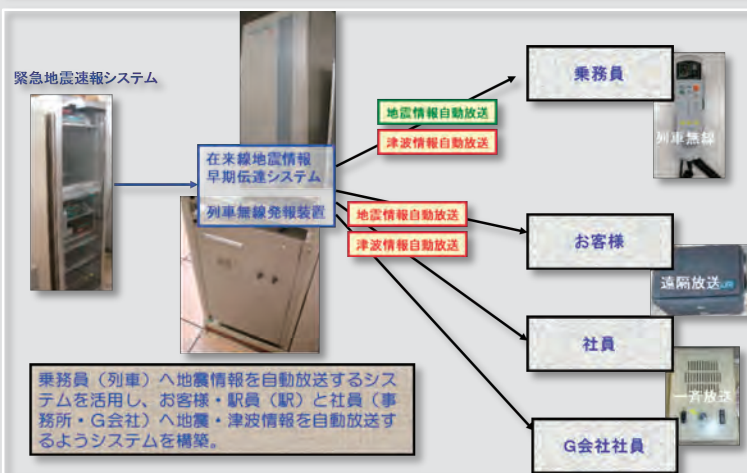 緊急地震速報システム
在来線地震情報
早期伝達システム
列車無線発報装置
地震情報自動放送
津波情報自動放送
地震情報自動放送
津波情報自動放送
乗務員
列車無線
お客様
遠隔放送
社員
一斉放送
G会社社員
乗務員（列車）へ地震情報を自動放送するシス
テムを活用し、お客様・駅員（駅）と社員（事
務所・G会社）へ地震・津波情報を自動放送す
るようシステムを構築。